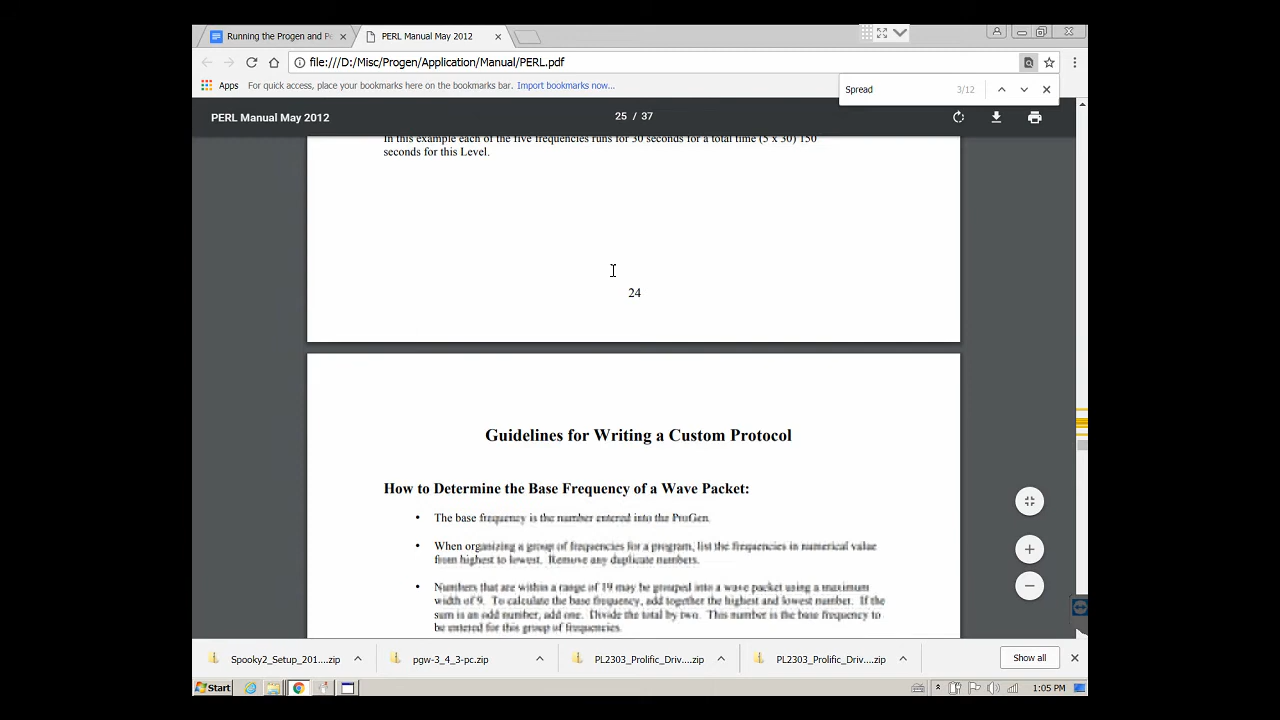 Running the Progen and Pe
PERL Manual May 2012
file:///D:/Misc/Progen/Application/Manual/PERL.pdf
Apps For quick access, place your bookmarks here on the bookmarks bar. Import bookmarks now...
Spread 3/12
PERL Manual May 2012 25 / 37
In this example each of the five frequencies runs for 30 seconds for a total time (5 x 30) 150
seconds for this Level.
24
Guidelines for Writing a Custom Protocol
How to Determine the Base Frequency of a Wave Packet:
• The base frequency is the number entered into the ProGen.
• When organizing a group of frequencies for a program, list the frequencies in numerical value
from highest to lowest. Remove any duplicate numbers.
• Numbers that are within a range of 19 may be grouped into a wave packet using a maximum
width of 9. To calculate the base frequency, add together the highest and lowest number. If the
sum is an odd number, add one. Divide the total by two. This number is the base frequency to
be entered for this group of frequencies.
Spooky2_Setup_201....zip pgw-3_4_3-pc.zip PL2303_Prolific_Driv....zip PL2303_Prolific_Driv....zip Show all
Start 1:05 PM